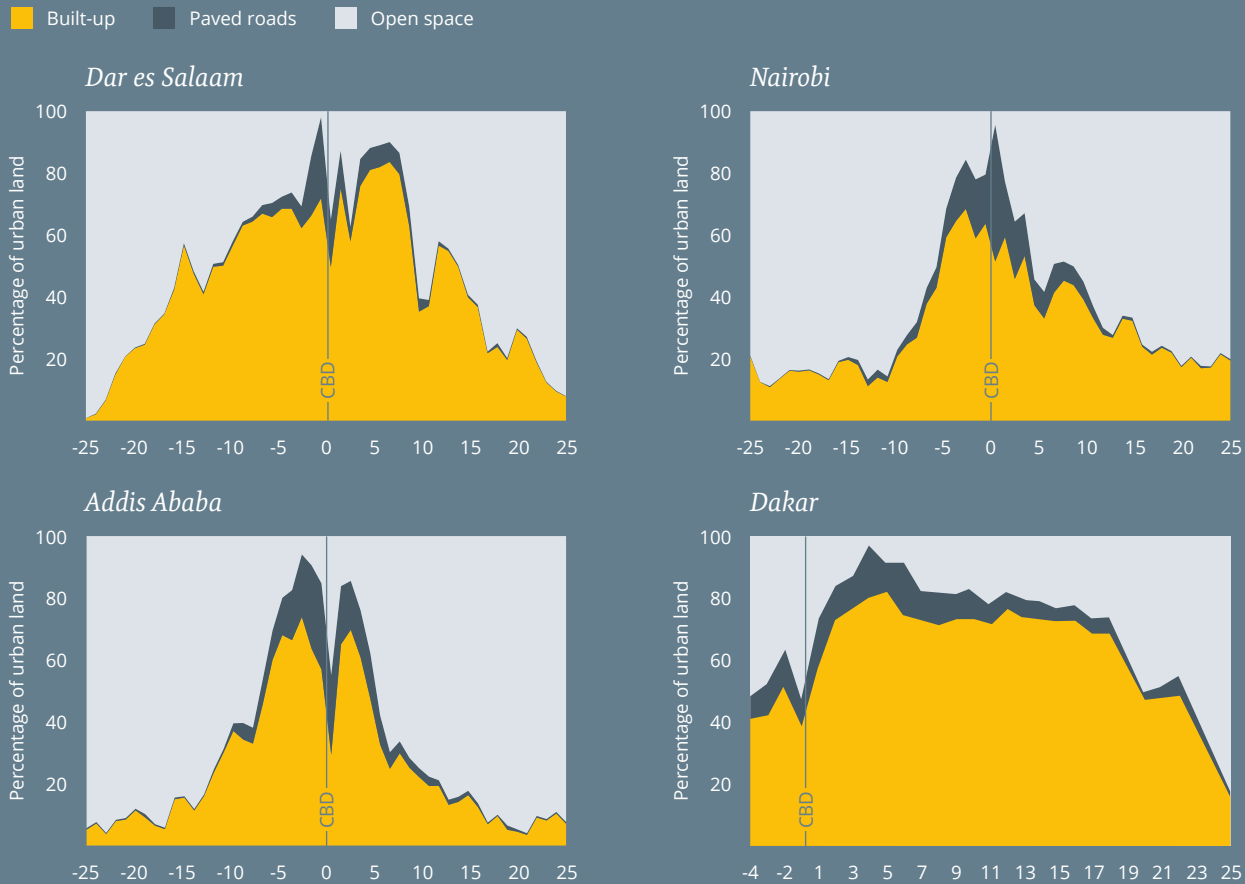 Built-up Paved roads Open space
Dar es Salaam
Percentage of urban land
100
80
60
40
20
CBD
-25 -20 -15 -10 -5 0 5 10 15 20 25
Nairobi
Percentage of urban land
100
80
60
40
20
CBD
-25 -20 -15 -10 -5 0 5 10 15 20 25
Addis Ababa
Percentage of urban land
100
80
60
40
20
CBD
-25 -20 -15 -10 -5 0 5 10 15 20 25
Dakar
Percentage of urban land
100
80
60
40
20
CBD
-4 -2 1 3 5 7 9 11 13 15 17 19 21 23 25